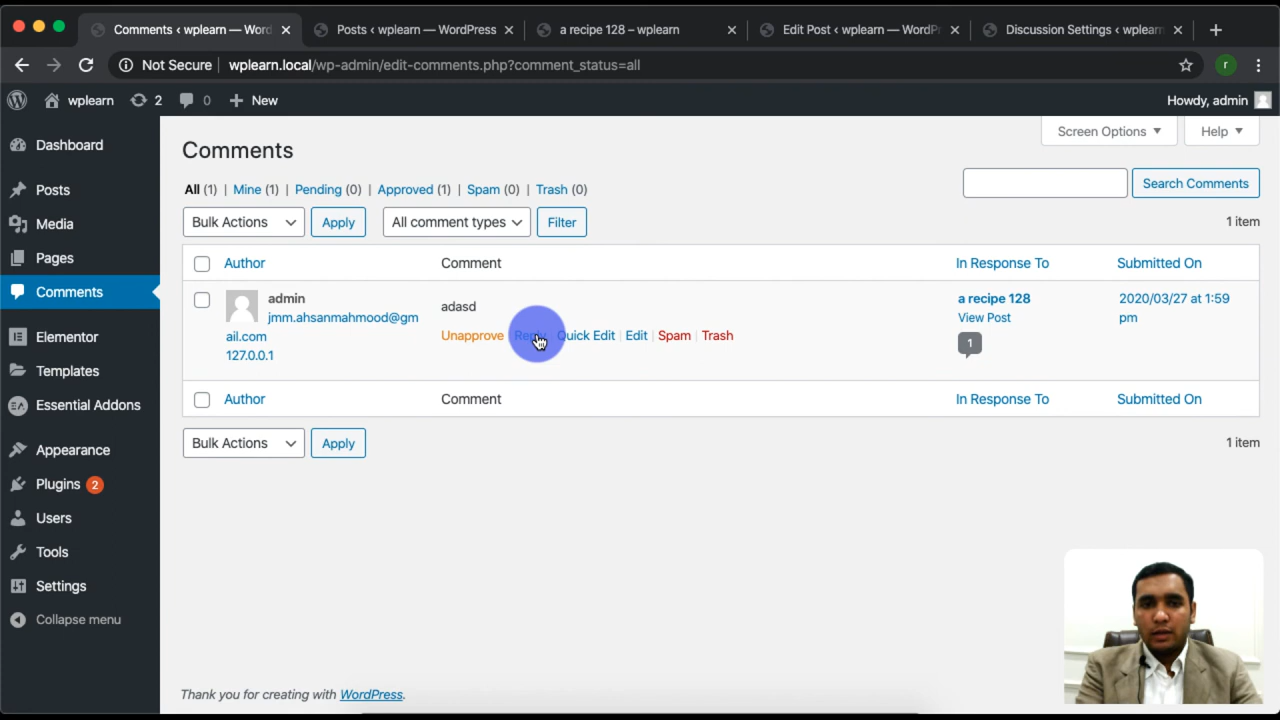 Comments ‹ wplearn — Word
Posts ‹ wplearn — WordPress
a recipe 128 – wplearn
Edit Post ‹ wplearn — WordPr
Discussion Settings ‹ wplearn
Not Secure wplearn.local/wp-admin/edit-comments.php?comment_status=all r
wplearn 2 0 New Howdy, admin
Screen Options Help
Dashboard
Posts
Media
Pages
Comments
Elementor
Templates
Essential Addons
Appearance
Plugins 2
Users
Tools
Settings
Collapse menu
Comments
All (1) | Mine (1) | Pending (0) | Approved (1) | Spam (0) | Trash (0)
Search Comments
Bulk Actions Apply All comment types Filter 1 item
Author Comment In Response To Submitted On
admin
jmm.ahsanmahmood@gm
ail.com
127.0.0.1
adasd
Unapprove | Reply | Quick Edit | Edit | Spam | Trash
a recipe 128
View Post
1
2020/03/27 at 1:59
pm
Author Comment In Response To Submitted On
Bulk Actions Apply 1 item
Thank you for creating with WordPress.